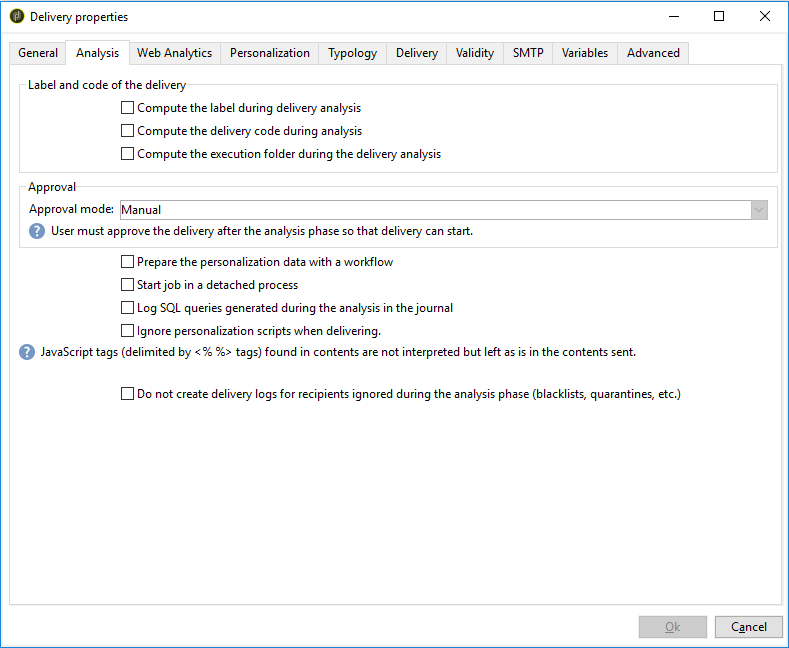 Delivery properties
General Analysis Web Analytics Personalization Typology Delivery Validity SMTP Variables Advanced
Label and code of the delivery
Compute the label during delivery analysis
Compute the delivery code during analysis
Compute the execution folder during the delivery analysis
Approval
Approval mode: Manual
? User must approve the delivery after the analysis phase so that delivery can start.
Prepare the personalization data with a workflow
Start job in a detached process
Log SQL queries generated during the analysis in the journal
Ignore personalization scripts when delivering.
? JavaScript tags (delimited by <% %> tags) found in contents are not interpreted but left as is in the contents sent.
Do not create delivery logs for recipients ignored during the analysis phase (blacklists, quarantines, etc.)
Ok Cancel